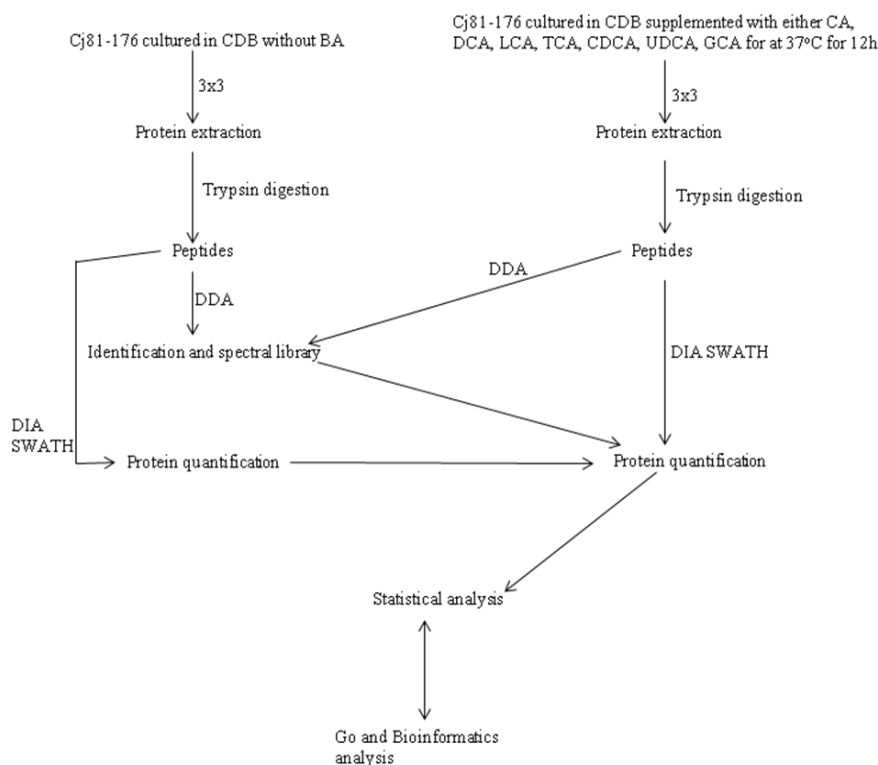 Cj81-176 cultured in CDB without BA
Cj81-176 cultured in CDB supplemented with either CA,
DCA, LCA, TCA, CDCA, UDCA, GCA for at 37ºC for 12h
3x3
3x3
Protein extraction
Protein extraction
Trypsin digestion
Trypsin digestion
Peptides
Peptides
DDA
DDA
Identification and spectral library
DIA SWATH
DIA
SWATH
Protein quantification
Protein quantification
Statistical analysis
Go and Bioinformatics
analysis